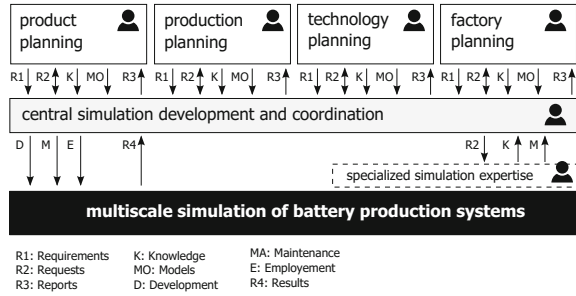 product planning
production planning
technology planning
factory planning
R1 R2 K MO R3 R1 R2 K MO R3 R1 R2 K MO R3 R1 R2 K MO R3
central simulation development and coordination
D M E R4 R2 K M
specialized simulation expertise
multiscale simulation of battery production systems
R1: Requirements K: Knowledge MA: Maintenance
R2: Requests MO: Models E: Employement
R3: Reports D: Development R4: Results